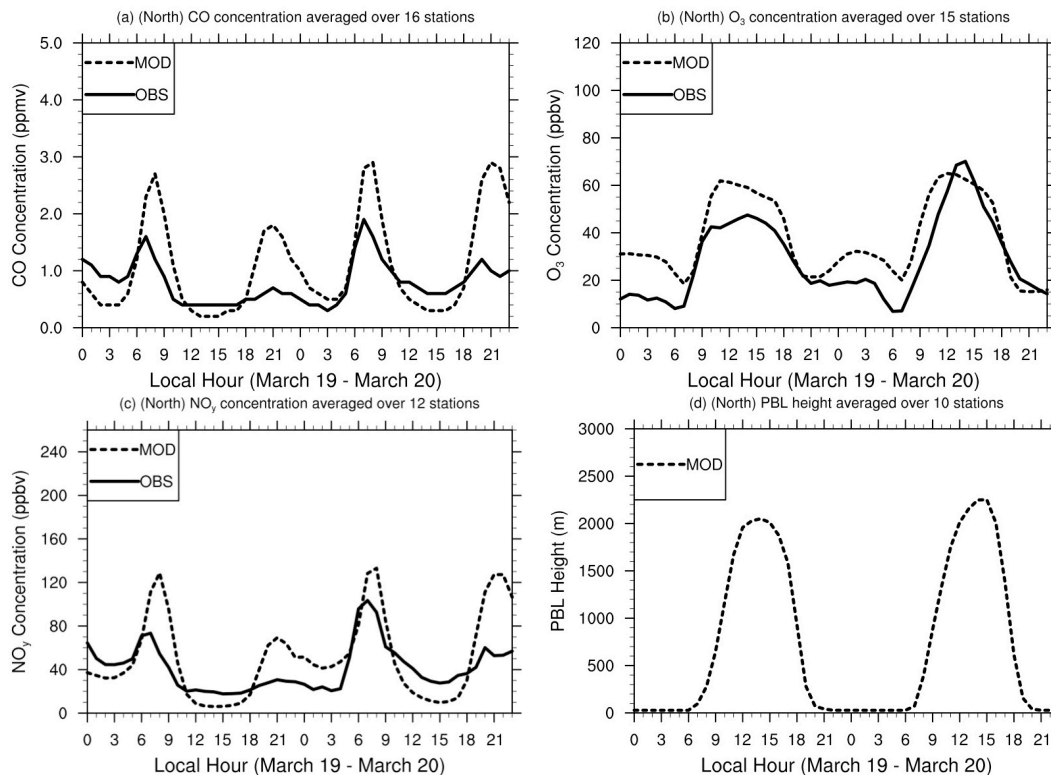 (a) (North) CO concentration averaged over 16 stations
5.0
4.0
3.0
2.0
1.0
0.0
CO Concentration (ppmv)
MOD
OBS
0 3 6 9 12 15 18 21 0 3 6 9 12 15 18 21
Local Hour (March 19 - March 20)
(b) (North) O₃ concentration averaged over 15 stations
120
100
80
60
40
20
0
O₃ Concentration (ppbv)
MOD
OBS
0 3 6 9 12 15 18 21 0 3 6 9 12 15 18 21
Local Hour (March 19 - March 20)
(c) (North) NOᵧ concentration averaged over 12 stations
240
200
160
120
80
40
0
NOᵧ Concentration (ppbv)
MOD
OBS
0 3 6 9 12 15 18 21 0 3 6 9 12 15 18 21
Local Hour (March 19 - March 20)
(d) (North) PBL height averaged over 10 stations
3000
2500
2000
1500
1000
500
0
PBL Height (m)
MOD
0 3 6 9 12 15 18 21 0 3 6 9 12 15 18 21
Local Hour (March 19 - March 20)